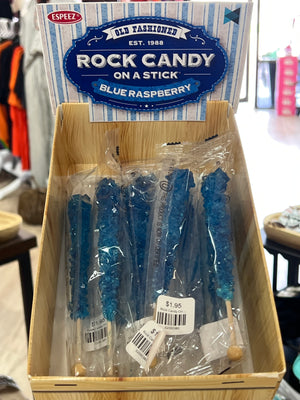 ESPEEZ
OLD FASHIONED
EST. 1988
ROCK CANDY
ON A STICK
BLUE RASPBERRY
$1.95